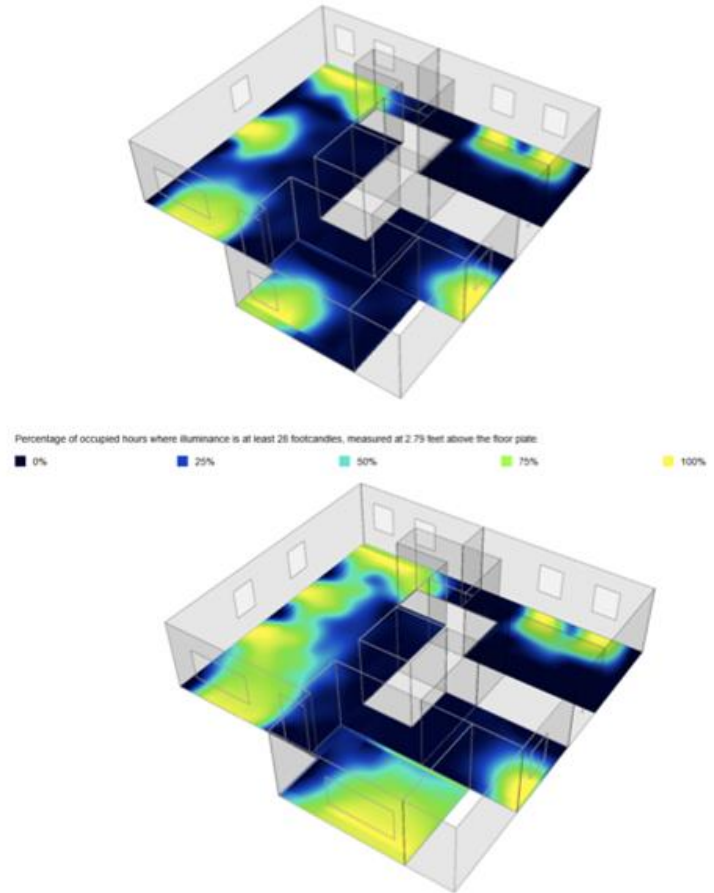 Percentage of occupied hours where illuminance is at least 28 footcandles, measured at 2.79 feet above the floor plate.
0% 25% 50% 75% 100%